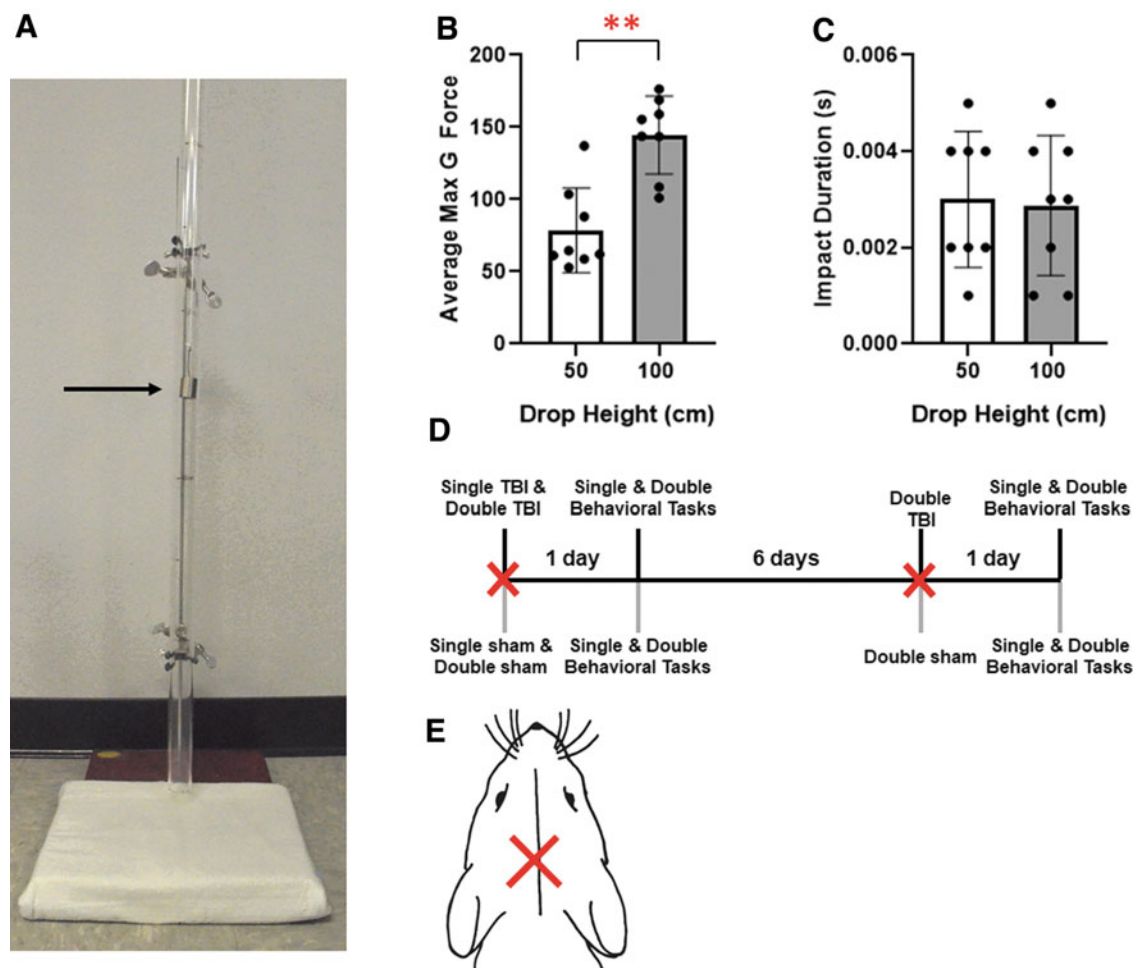 A
B
**
200
150
100
50
0
Average Max G Force
50 100
Drop Height (cm)
C
0.006
0.004
0.002
0.000
Impact Duration (s)
50 100
Drop Height (cm)
D
Single TBI &
Double TBI
Single & Double
Behavioral Tasks
Double
TBI
Single & Double
Behavioral Tasks
1 day
6 days
1 day
Single sham &
Double sham
Single & Double
Behavioral Tasks
Double sham
Single & Double
Behavioral Tasks
E